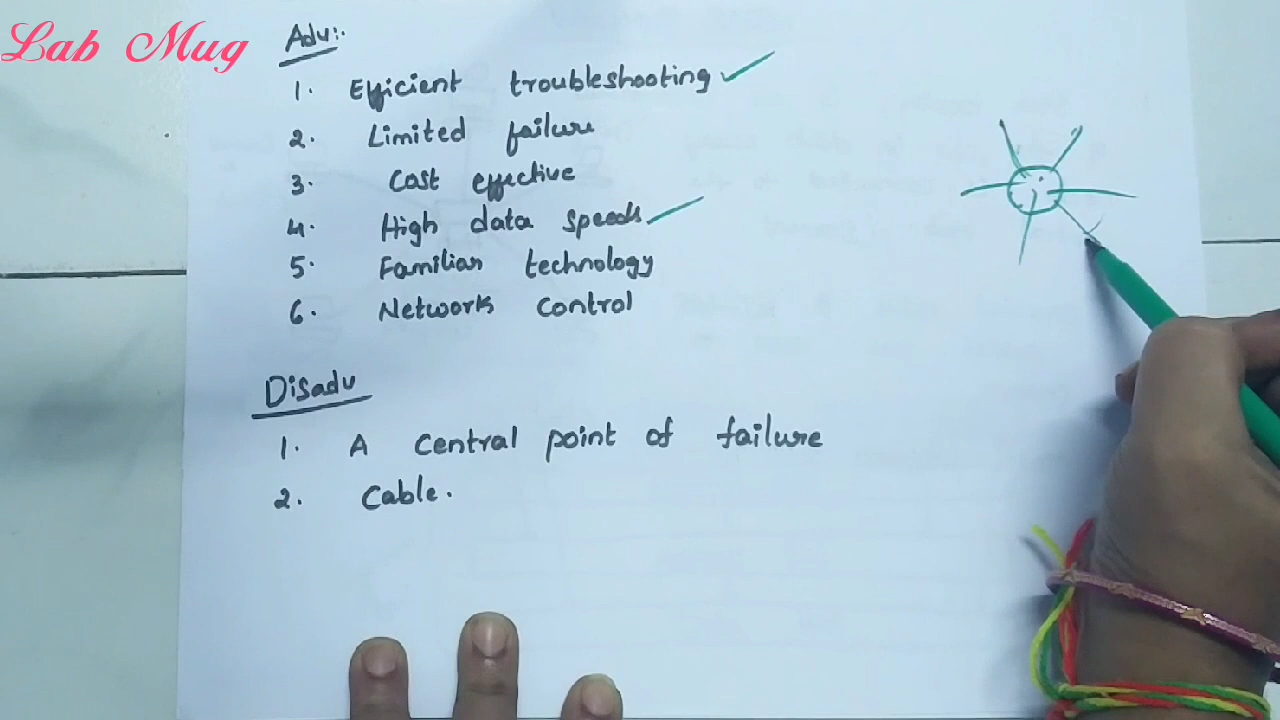 Lab Mug
Adv:-
1. Efficient troubleshooting
2. Limited failure
3. Cost effective
4. High data speeds
5. Familiar technology
6. Network control
Disadv
1. A central point of failure
2. Cable.